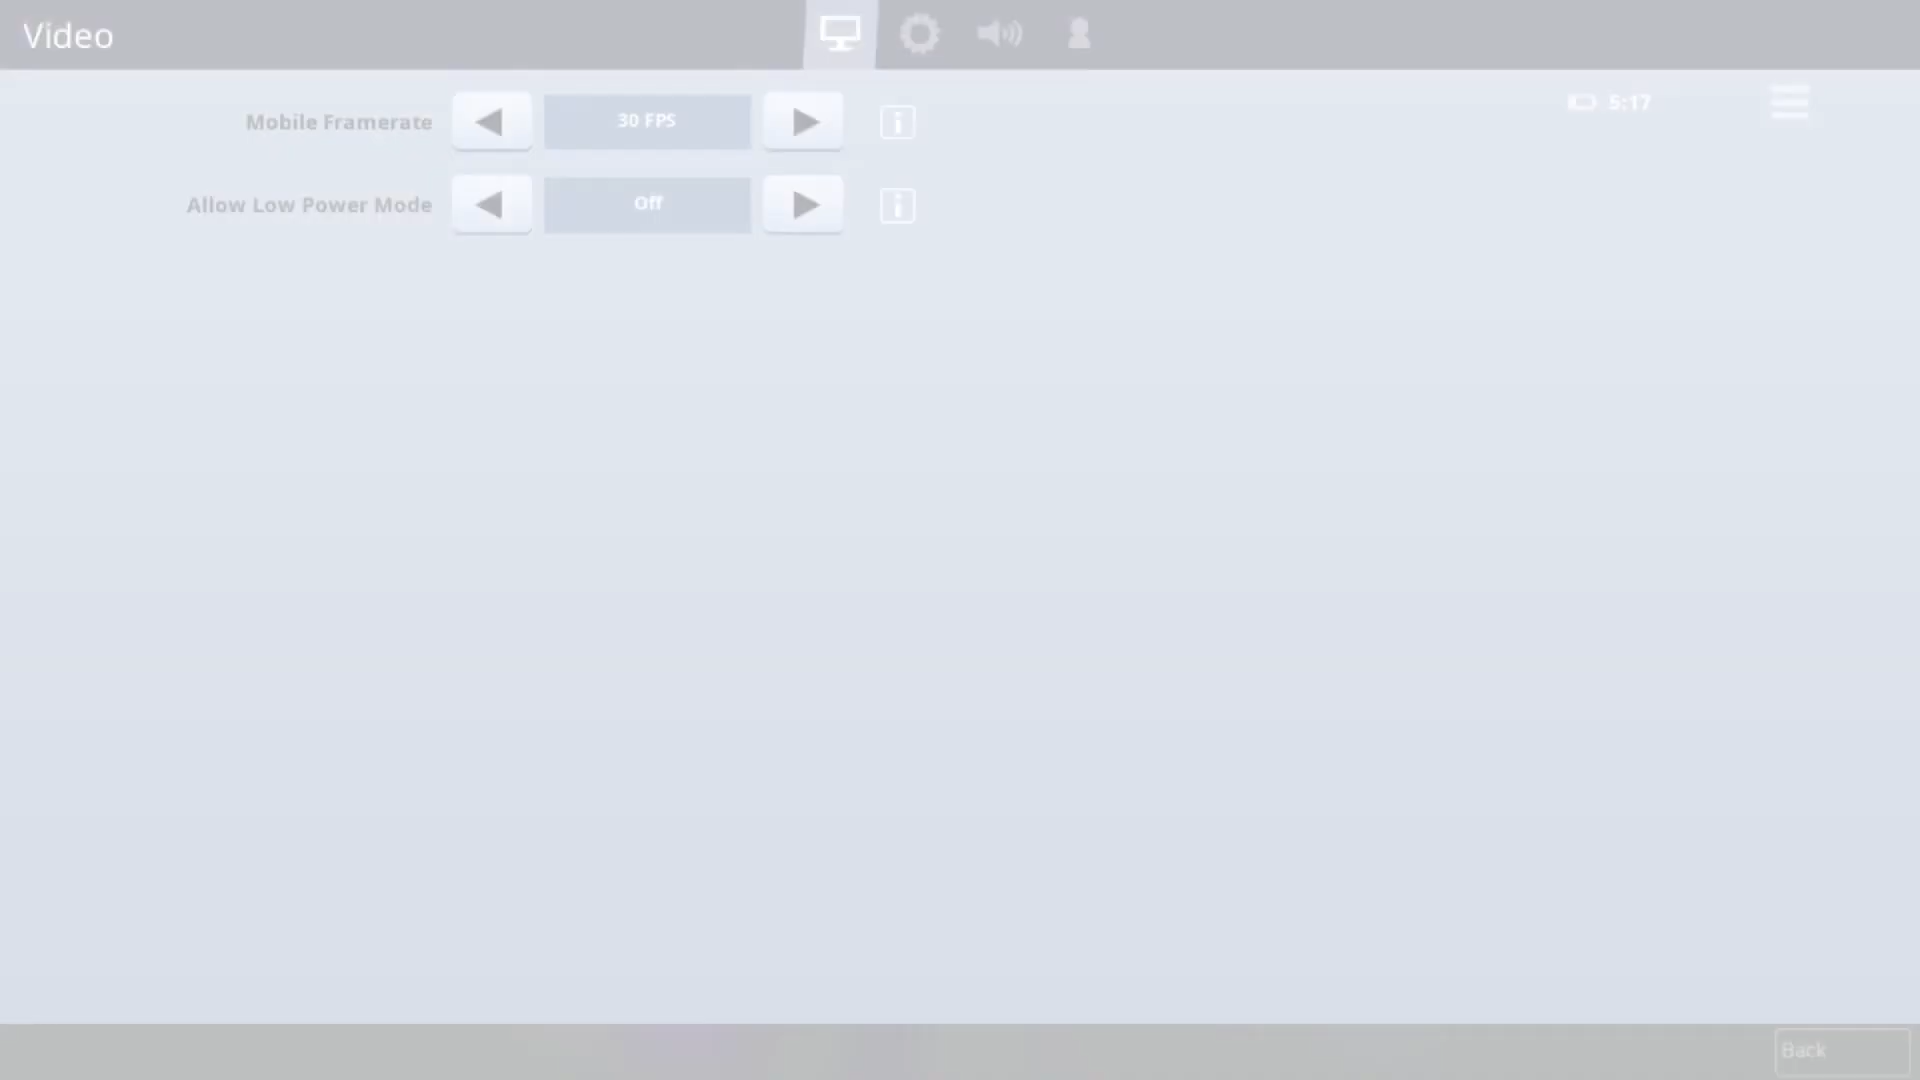 Video
Mobile Framerate
30 FPS
5:17
Allow Low Power Mode
Off
Back